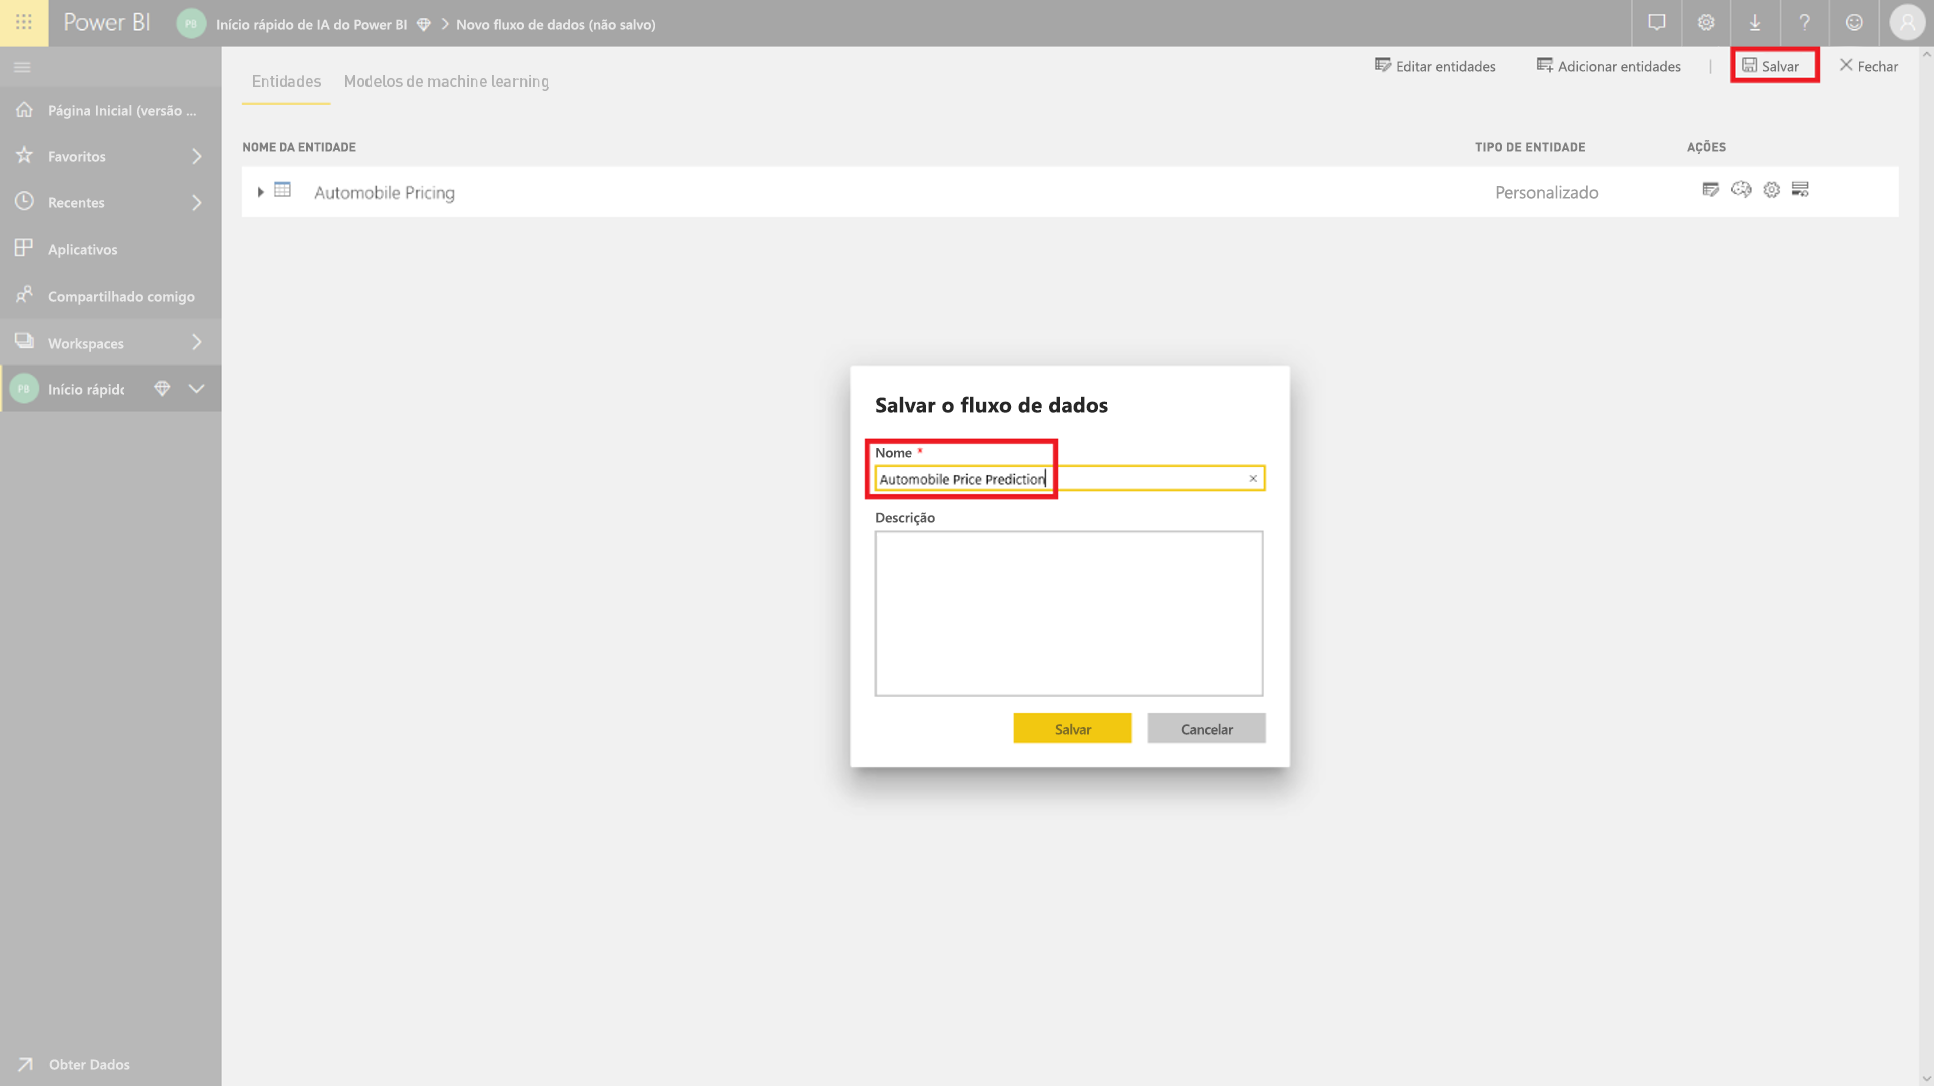 Power BI
PB
Início rápido de IA do Power BI
Novo fluxo de dados (não salvo)
?
Página Inicial (versão ...
Favoritos
Recentes
Aplicativos
Compartilhado comigo
Workspaces
PB
Início rápido
Obter Dados
Entidades
Modelos de machine learning
Editar entidades
Adicionar entidades
Salvar
Fechar
NOME DA ENTIDADE
TIPO DE ENTIDADE
AÇÕES
Automobile Pricing
Personalizado
Salvar o fluxo de dados
Nome *
Automobile Price Prediction
Descrição
Salvar
Cancelar